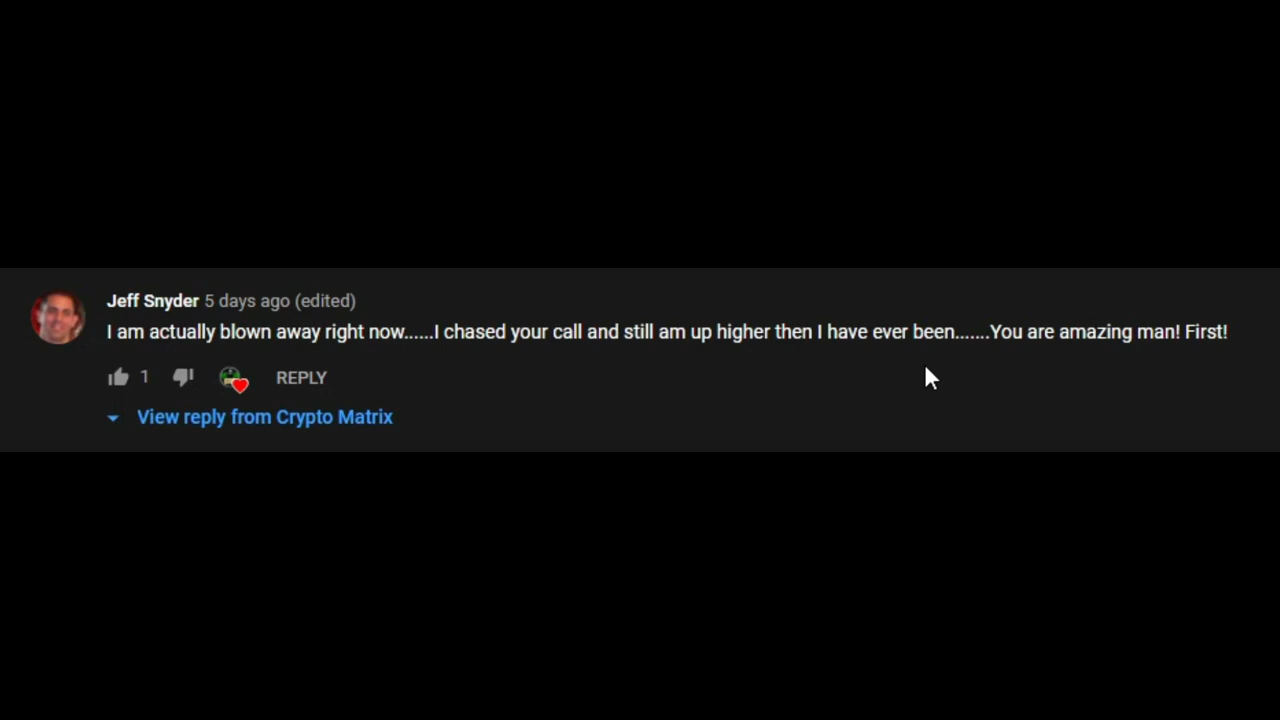 Jeff Snyder 5 days ago (edited)
I am actually blown away right now......I chased your call and still am up higher then I have ever been.......You are amazing man! First!
1 REPLY
View reply from Crypto Matrix